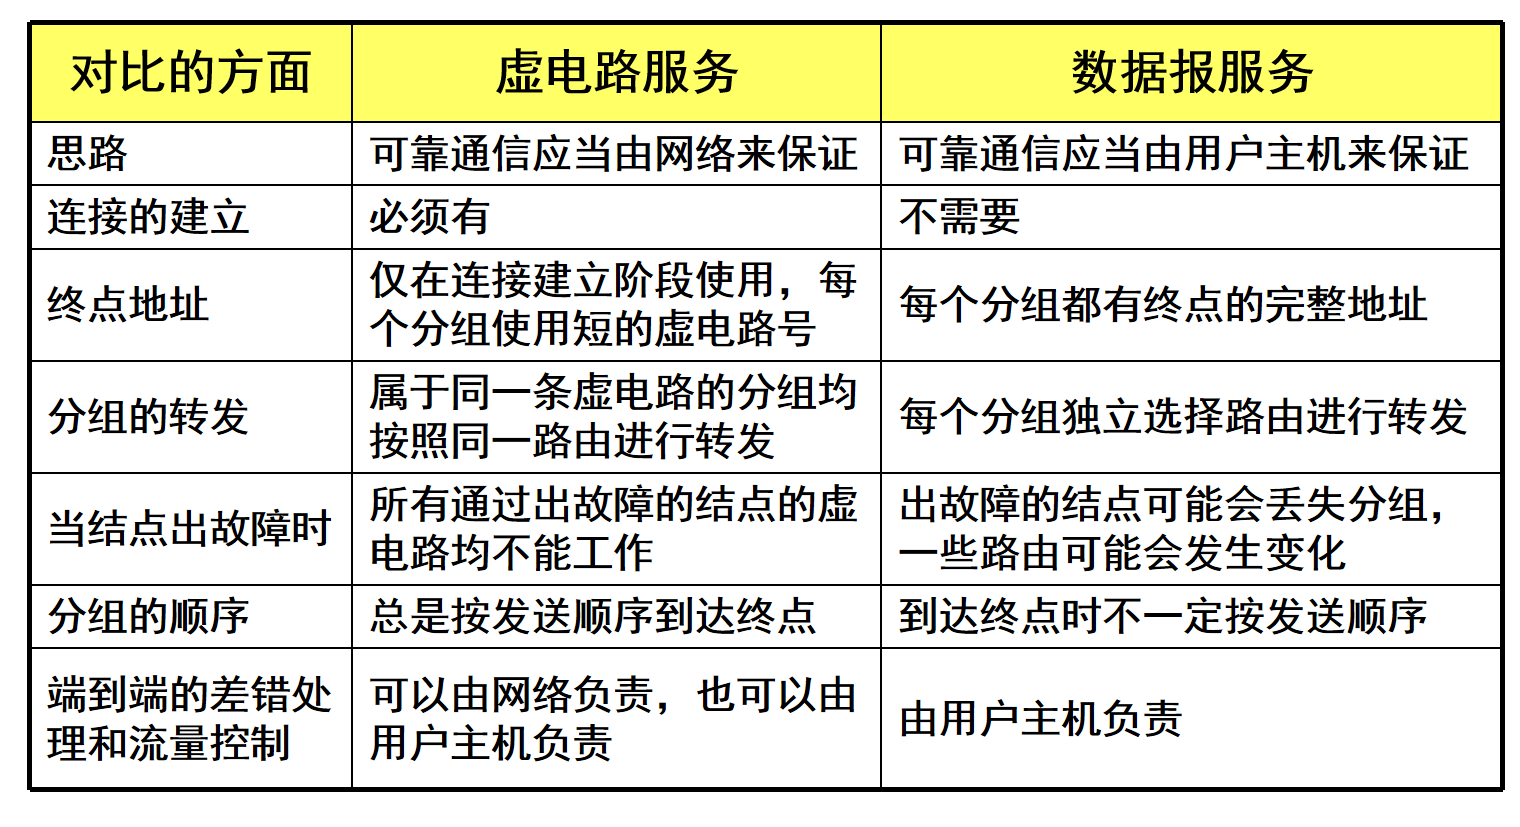 对比的方面
虚电路服务
数据报服务
思路
可靠通信应当由网络来保证
可靠通信应当由用户主机来保证
连接的建立
必须有
不需要
终点地址
仅在连接建立阶段使用，每
个分组使用短的虚电路号
每个分组都有终点的完整地址
分组的转发
属于同一条虚电路的分组均
按照同一路由进行转发
每个分组独立选择路由进行转发
当结点出故障时
所有通过出故障的结点的虚
电路均不能工作
出故障的结点可能会丢失分组，
一些路由可能会发生变化
分组的顺序
总是按发送顺序到达终点
到达终点时不一定按发送顺序
端到端的差错处
理和流量控制
可以由网络负责，也可以由
用户主机负责
由用户主机负责